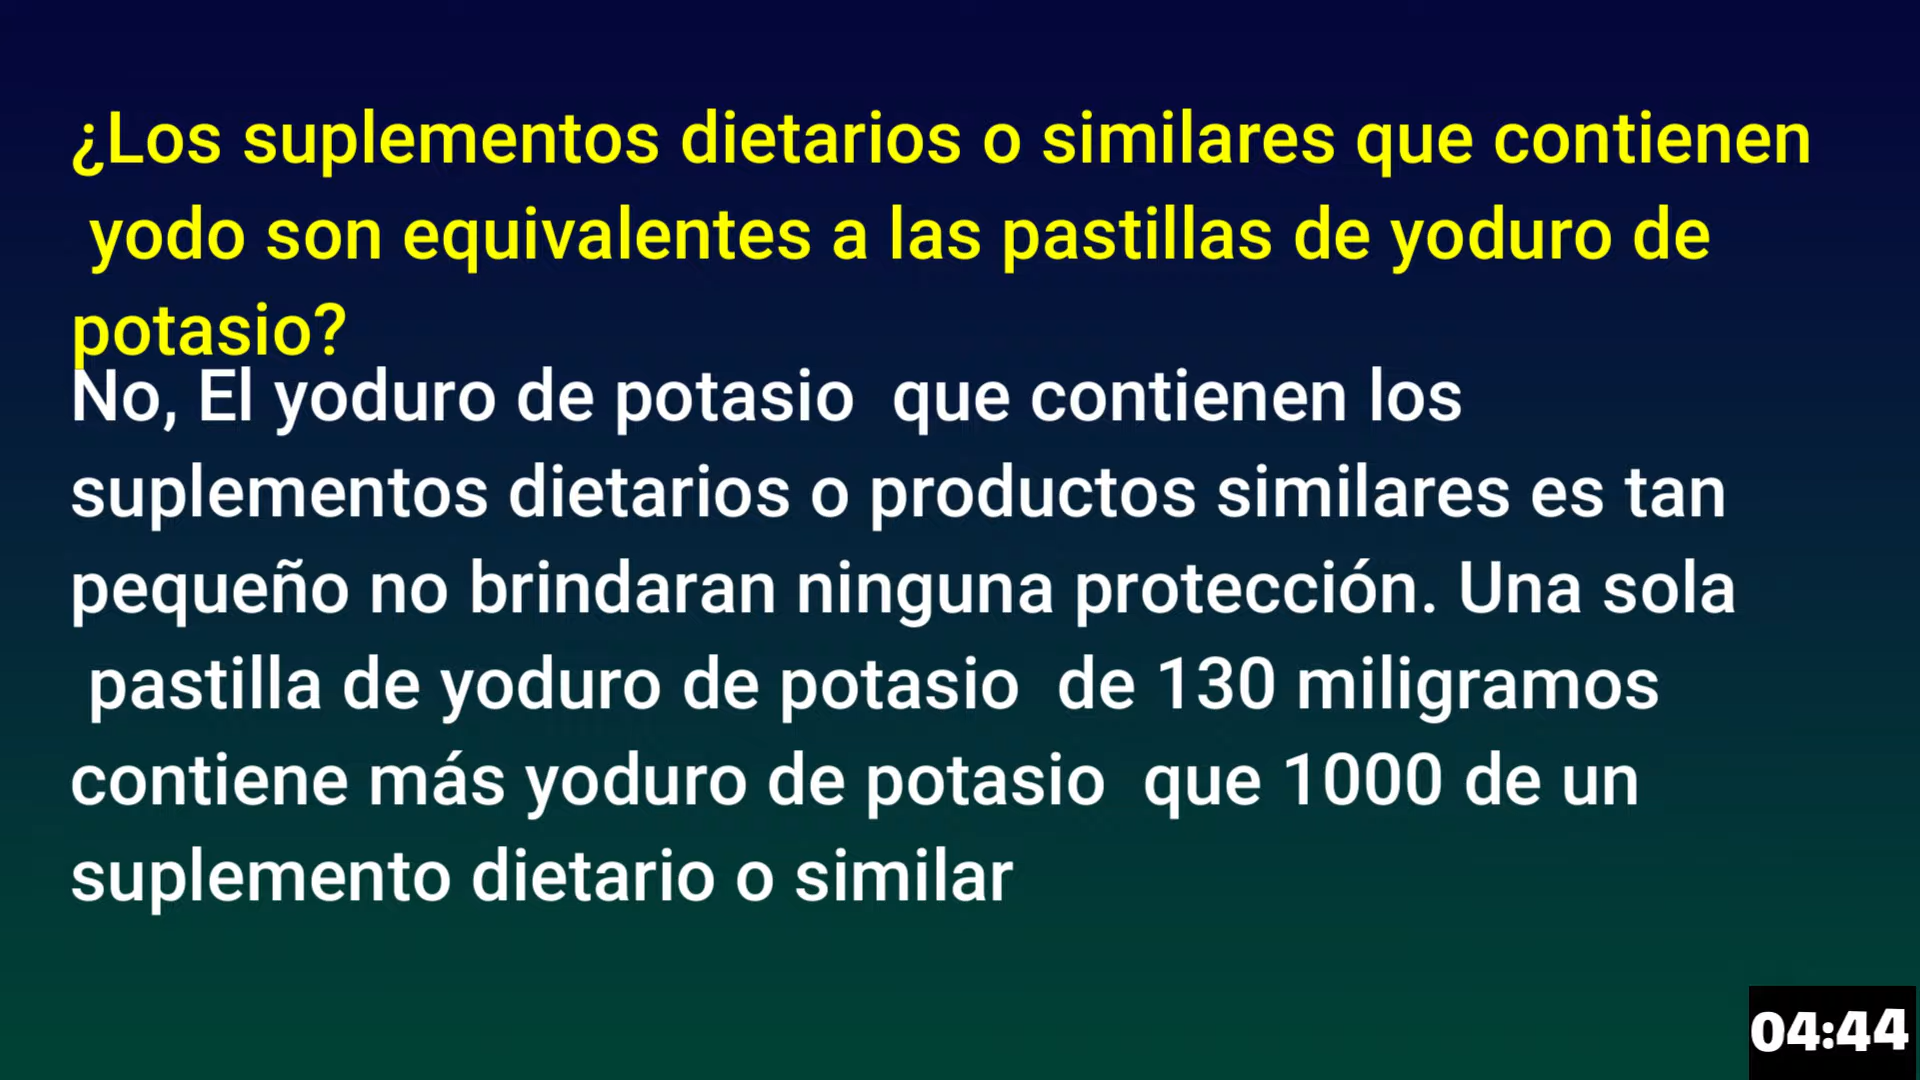 ¿Los suplementos dietarios o similares que contienen
yodo son equivalentes a las pastillas de yoduro de
potasio?
No, El yoduro de potasio  que contienen los
suplementos dietarios o productos similares es tan
pequeño no brindaran ninguna protección. Una sola
pastilla de yoduro de potasio  de 130 miligramos
contiene más yoduro de potasio  que 1000 de un
suplemento dietario o similar
04:44